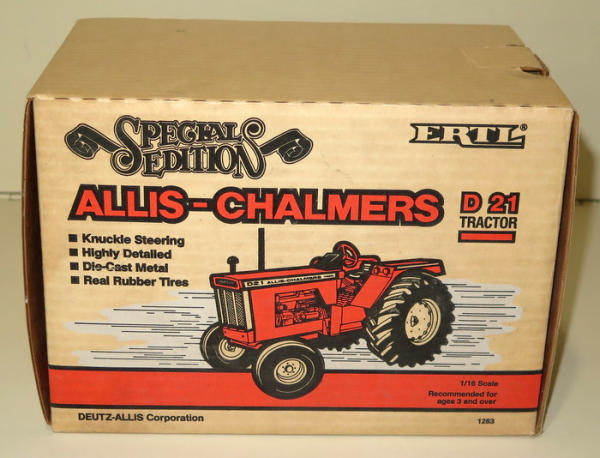 SPECIAL
EDITION
ERTL®
ALLIS-CHALMERS
D 21
TRACTOR
■ Knuckle Steering
■ Highly Detailed
■ Die-Cast Metal
■ Real Rubber Tires
D21 ALLIS-CHALMERS
1/16 Scale
Recommended for
ages 3 and over
DEUTZ-ALLIS Corporation
1283